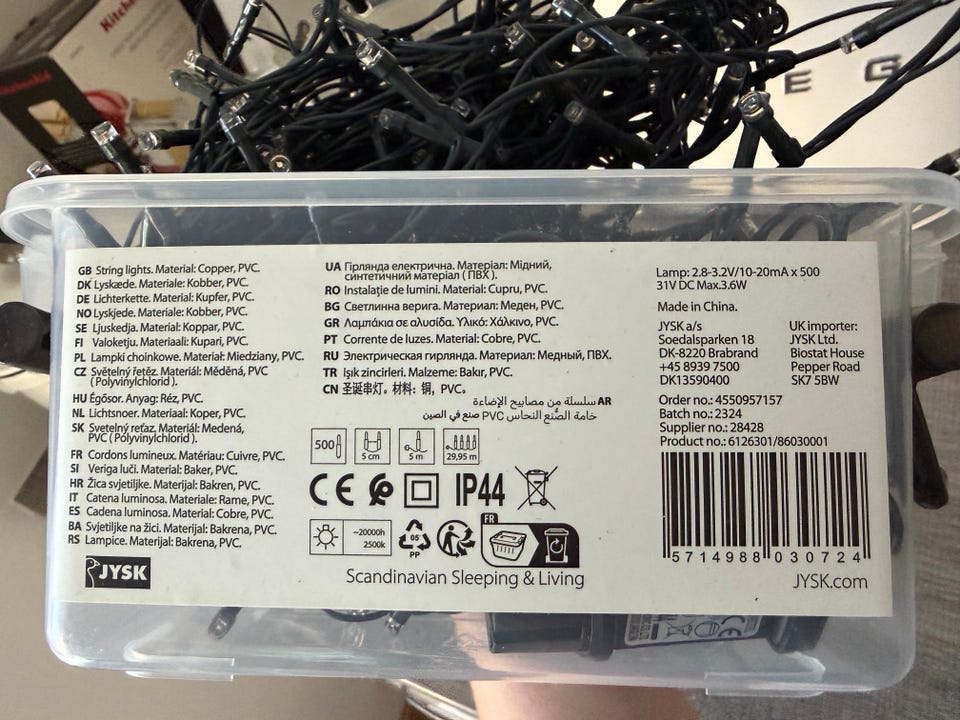 KitchenAid
E G
GB String lights. Material: Copper, PVC.
DK Lyskæde. Materiale: Kobber, PVC.
DE Lichterkette. Material: Kupfer, PVC.
NO Lyskjede. Materiale: Kobber, PVC.
SE Ljuskedja. Material: Koppar, PVC.
FI Valoketju. Materiaali: Kupari, PVC.
PL Lampki choinkowe. Materiał: Miedziany, PVC.
CZ Světelný řetěz. Materiál: Měděná, PVC
(Polyvinylchlorid ).
HU Égősor. Anyag: Réz, PVC.
NL Lichtsnoer. Materiaal: Koper, PVC.
SK Svetelný reťaz. Materiál: Medená,
PVC ( Polyvinylchlorid ).
FR Cordons lumineux. Matériau: Cuivre, PVC.
SI Veriga luči. Material: Baker, PVC.
HR Žica svjetiljke. Materijal: Bakren, PVC.
IT Catena luminosa. Materiale: Rame, PVC.
ES Cadena luminosa. Material: Cobre, PVC.
BA Svjetiljke na žici. Materijal: Bakrena, PVC.
RS Lampice. Materijal: Bakrena, PVC.
JYSK
UA Гірлянда електрична. Матеріал: Мідний,
синтетичний матеріал ( ПВХ ).
RO Instalație de lumini. Material: Cupru, PVC.
BG Светлинна верига. Материал: Меден, PVC.
GR Λαμπάκια σε αλυσίδα. Υλικό: Χάλκινο, PVC.
PT Corrente de luzes. Material: Cobre, PVC.
RU Электрическая гирлянда. Материал: Медный, ПВХ.
TR Işık zincirleri. Malzeme: Bakır, PVC.
CN 圣诞串灯。材料：铜，PVC。
AR سلسلة من مصابيح الإضاءة
خامة الصُنع النحاس PVC صنع في الصين
500 5 cm 5 m 29,95 m
CE IP44
~20000h
2500k
05
PP
FR
Scandinavian Sleeping & Living
Lamp: 2.8-3.2V/10-20mA x 500
31V DC Max.3.6W
Made in China.
JYSK a/s
Soedalsparken 18
DK-8220 Brabrand
+45 8939 7500
DK13590400
UK importer:
JYSK Ltd.
Biostat House
Pepper Road
SK7 5BW
Order no.: 4550957157
Batch no.: 2324
Supplier no.: 28428
Product no.: 6126301/86030001
5714988030724
JYSK.com
CE